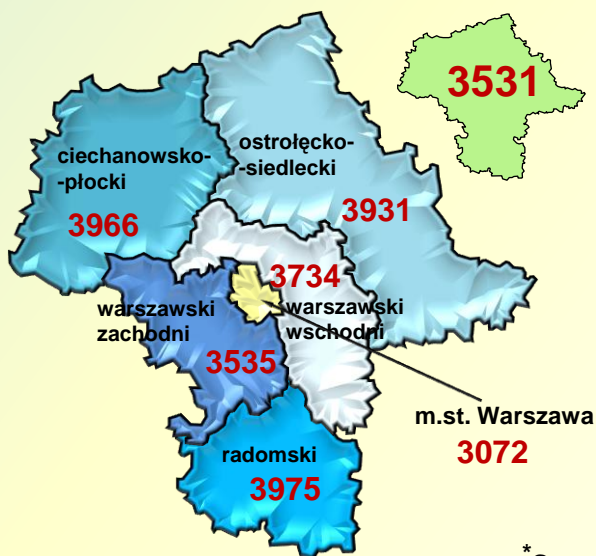 3531
ciechanowsko-
-płocki
3966
ostrołęcko-
-siedlecki
3931
3734
warszawski
wschodni
warszawski
zachodni
3535
m.st. Warszawa
3072
radomski
3975
*